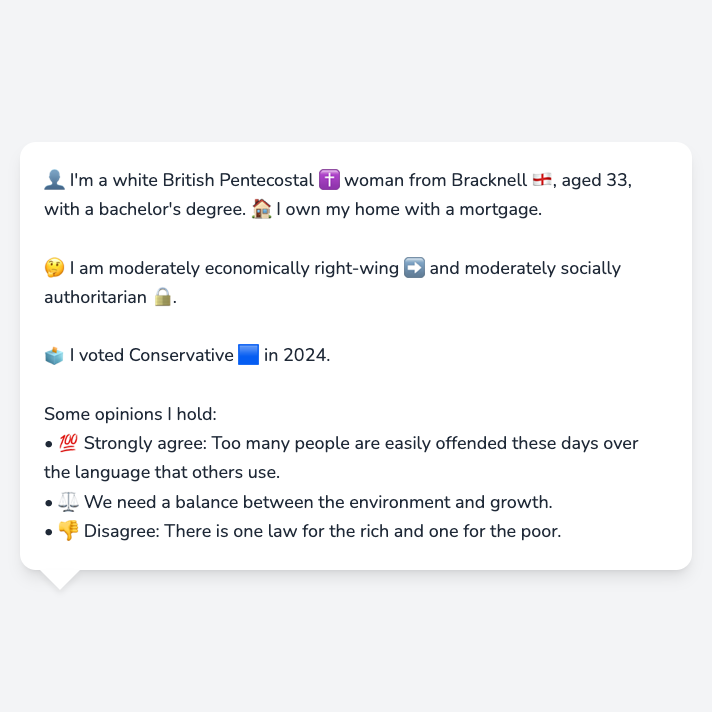 👤 I'm a white British Pentecostal ✝️ woman from Bracknell 🏴󠁧󠁢󠁥󠁮󠁧󠁿, aged 33,
with a bachelor's degree. 🏠 I own my home with a mortgage.
🤔 I am moderately economically right-wing ➡️ and moderately socially
authoritarian 🔒.
🗳️ I voted Conservative 🟦 in 2024.
Some opinions I hold:
• 💯 Strongly agree: Too many people are easily offended these days over
the language that others use.
• ⚖️ We need a balance between the environment and growth.
• 👎 Disagree: There is one law for the rich and one for the poor.